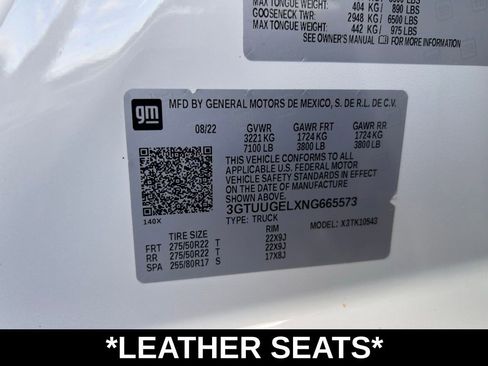 404 KG / 890 LBS
MAX TONGUE WEIGHT:
GOOSENECK TWR: 2948 KG / 6500 LBS
MAX TONGUE WEIGHT: 442 KG / 975 LBS
SEE OWNER'S MANUAL FOR MORE INFORMATION
gm
MFD BY GENERAL MOTORS DE MEXICO, S. DE R.L. DE C.V.
08/22 GVWR GAWR FRT GAWR RR
3221 KG 1724 KG 1724 KG
7100 LB 3800 LB 3800 LB
THIS VEHICLE CONFORMS TO ALL
APPLICABLE U.S. FEDERAL MOTOR
VEHICLE SAFETY STANDARDS IN
EFFECT ON THE DATE OF
MANUFACTURE SHOWN ABOVE.
3GTUUGELXNG665573
140X
TYPE: TRUCK MODEL: X3TK10543
TIRE SIZE RIM
FRT 275/50R22 T 22X9J
RR 275/50R22 T 22X9J
SPA 255/80R17 S 17X8J
*LEATHER SEATS*